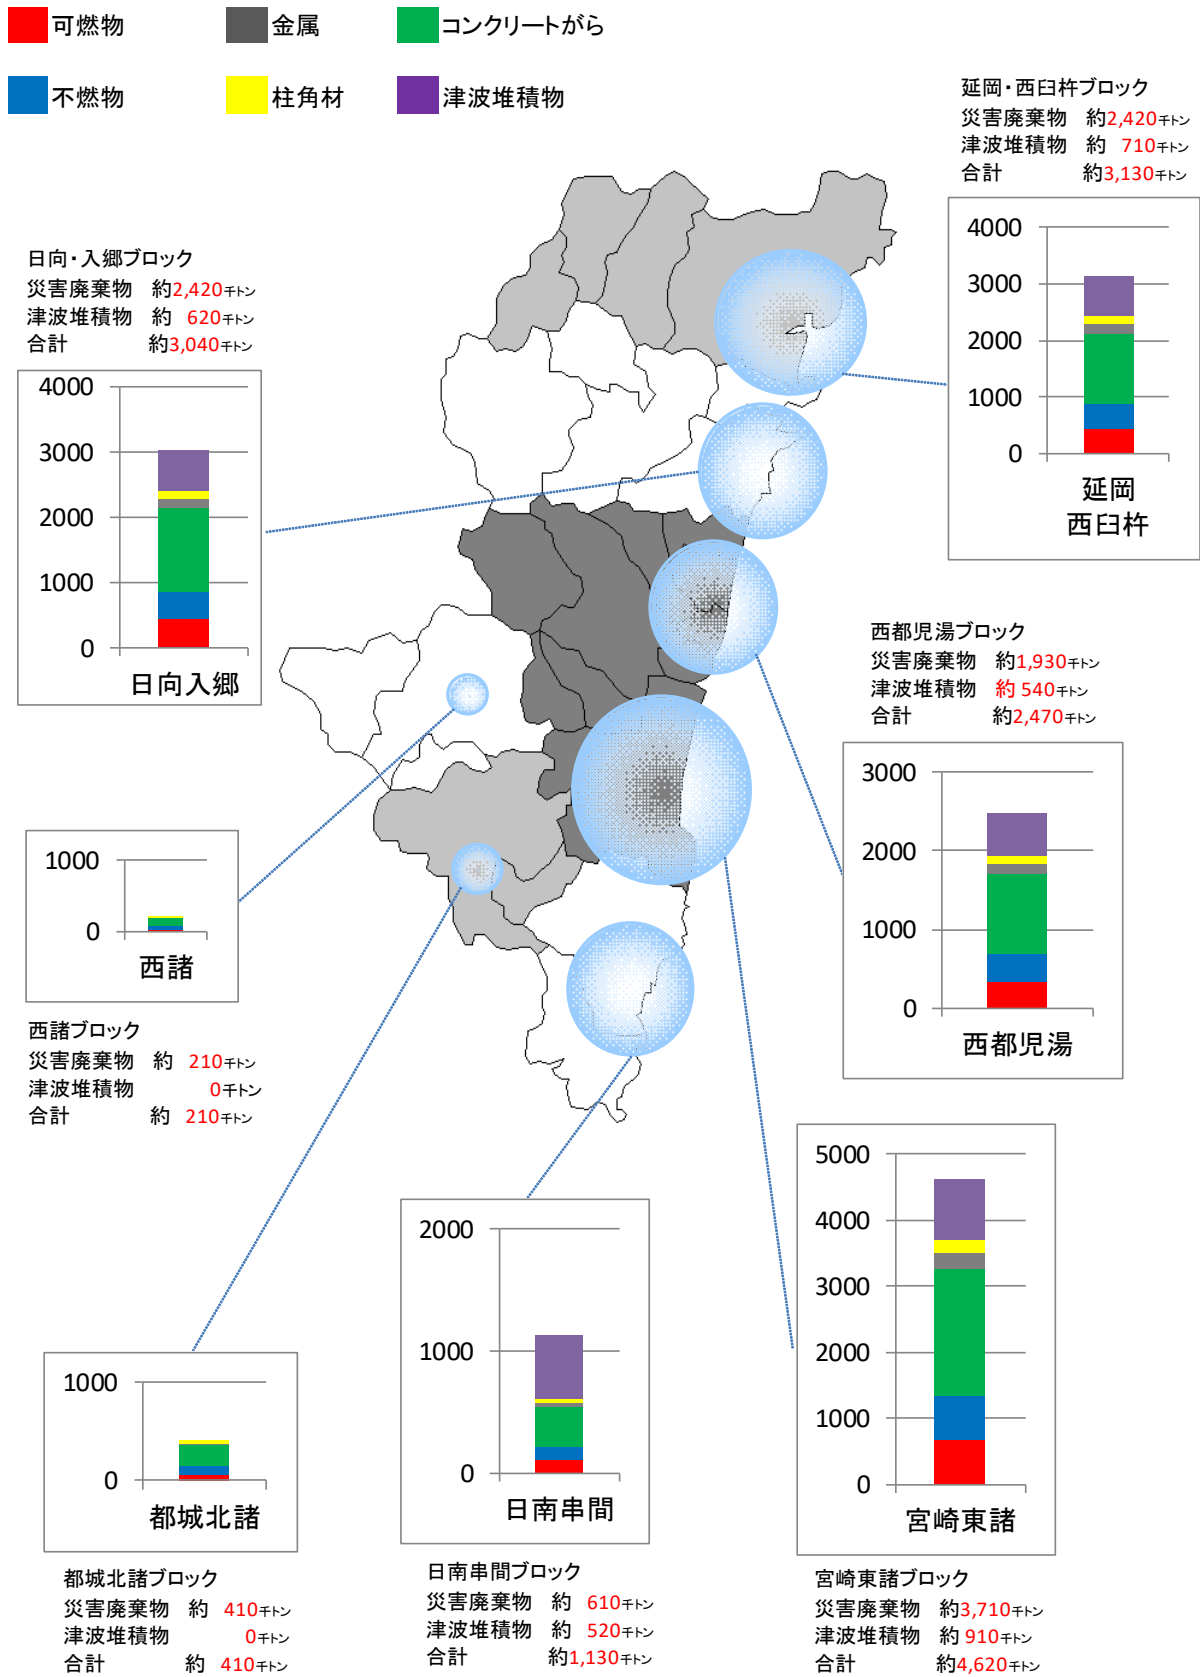 可燃物 金属 コンクリートがら
不燃物 柱角材 津波堆積物
延岡・西臼杵ブロック
災害廃棄物 約2,420千トン
津波堆積物 約 710千トン
合計 約3,130千トン
4000
3000
2000
1000
0
延岡
西臼杵
日向・入郷ブロック
災害廃棄物 約2,420千トン
津波堆積物 約 620千トン
合計 約3,040千トン
4000
3000
2000
1000
0
日向入郷
西都児湯ブロック
災害廃棄物 約1,930千トン
津波堆積物 約 540千トン
合計 約2,470千トン
3000
2000
1000
0
西都児湯
1000
0
西諸
西諸ブロック
災害廃棄物 約 210千トン
津波堆積物 0千トン
合計 約 210千トン
5000
4000
3000
2000
1000
0
宮崎東諸
宮崎東諸ブロック
災害廃棄物 約3,710千トン
津波堆積物 約 910千トン
合計 約4,620千トン
2000
1000
0
日南串間
日南串間ブロック
災害廃棄物 約 610千トン
津波堆積物 約 520千トン
合計 約1,130千トン
1000
0
都城北諸
都城北諸ブロック
災害廃棄物 約 410千トン
津波堆積物 0千トン
合計 約 410千トン